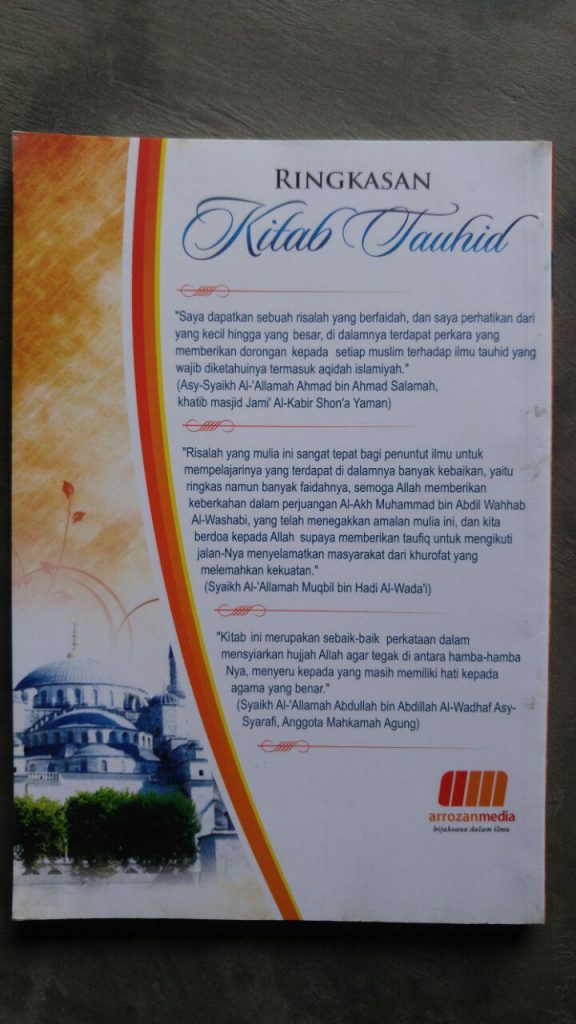 RINGKASAN
Kitab Tauhid
"Saya dapatkan sebuah risalah yang berfaidah, dan saya perhatikan dari
yang kecil hingga yang besar, di dalamnya terdapat perkara yang
memberikan dorongan kepada setiap muslim terhadap ilmu tauhid yang
wajib diketahuinya termasuk aqidah islamiyah."
(Asy-Syaikh Al-'Allamah Ahmad bin Ahmad Salamah,
khatib masjid Jami' Al-Kabir Shon'a Yaman)
"Risalah yang mulia ini sangat tepat bagi penuntut ilmu untuk
mempelajarinya yang terdapat di dalamnya banyak kebaikan, yaitu
ringkas namun banyak faidahnya, semoga Allah memberikan
keberkahan dalam perjuangan Al-Akh Muhammad bin Abdil Wahhab
Al-Washabi, yang telah menegakkan amalan mulia ini, dan kita
berdoa kepada Allah supaya memberikan taufiq untuk mengikuti
jalan-Nya menyelamatkan masyarakat dari khurofat yang
melemahkan kekuatan."
(Syaikh Al-'Allamah Muqbil bin Hadi Al-Wada'i)
"Kitab ini merupakan sebaik-baik perkataan dalam
mensyiarkan hujjah Allah agar tegak di antara hamba-hamba
Nya, menyeru kepada yang masih memiliki hati kepada
agama yang benar."
(Syaikh Al-'Allamah Abdullah bin Abdillah Al-Wadhaf Asy-
Syarafi, Anggota Mahkamah Agung)
arrozanmedia
bijaksana dalam ilmu